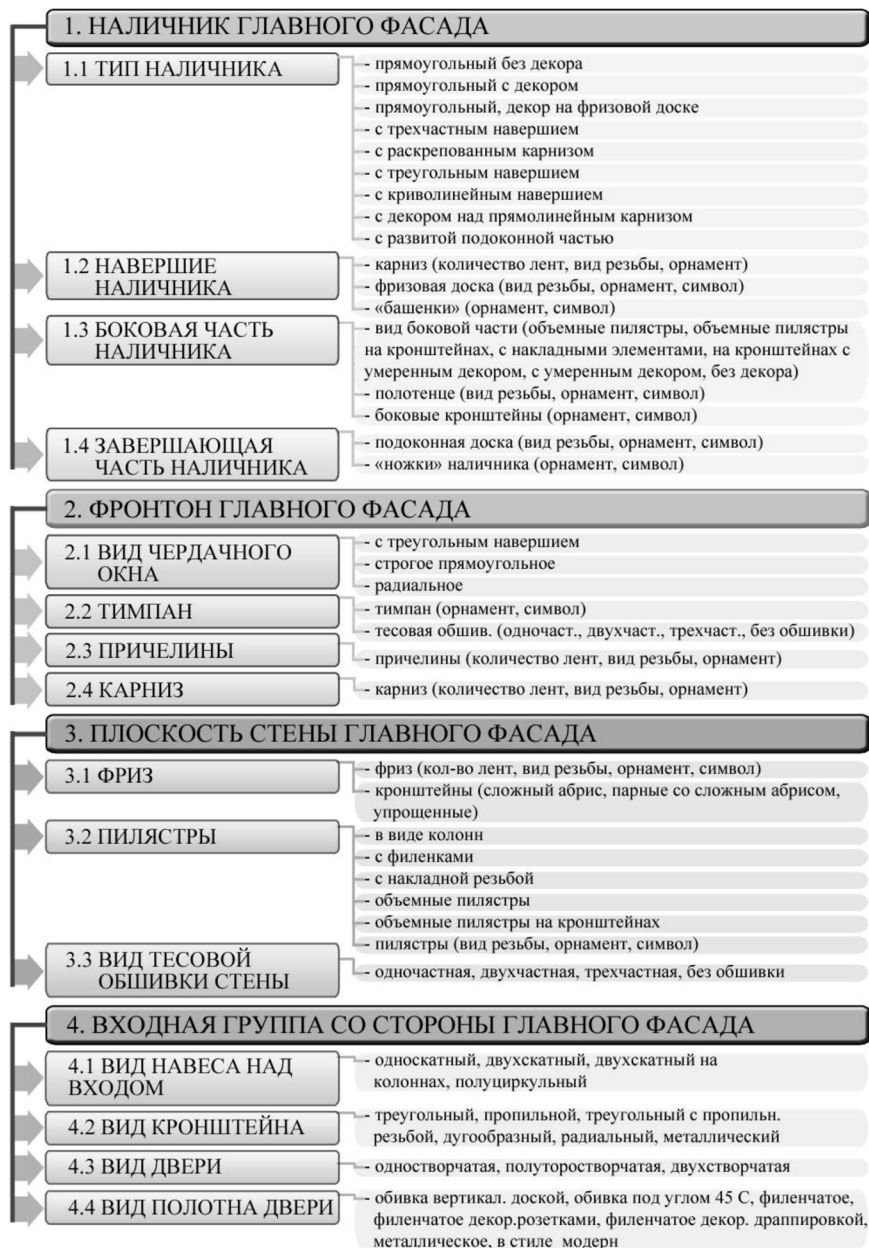 1. НАЛИЧНИК ГЛАВНОГО ФАСАДА
1.1 ТИП НАЛИЧНИКА
- прямоугольный без декора
- прямоугольный с декором
- прямоугольный, декор на фризовой доске
- с трехчастным навершием
- с раскрепованным карнизом
- с треугольным навершием
- с криволинейным навершием
- с декором над прямолинейным карнизом
- с развитой подоконной частью
1.2 НАВЕРШИЕ
НАЛИЧНИКА
- карниз (количество лент, вид резьбы, орнамент)
- фризовая доска (вид резьбы, орнамент, символ)
- «башенки» (орнамент, символ)
1.3 БОКОВАЯ ЧАСТЬ
НАЛИЧНИКА
- вид боковой части (объемные пилястры, объемные пилястры
на кронштейнах, с накладными элементами, на кронштейнах с
умеренным декором, с умеренным декором, без декора)
- полотенце (вид резьбы, орнамент, символ)
- боковые кронштейны (орнамент, символ)
1.4 ЗАВЕРШАЮЩАЯ
ЧАСТЬ НАЛИЧНИКА
- подоконная доска (вид резьбы, орнамент, символ)
- «ножки» наличника (орнамент, символ)
2. ФРОНТОН ГЛАВНОГО ФАСАДА
2.1 ВИД ЧЕРДАЧНОГО
ОКНА
- с треугольным навершием
- строгое прямоугольное
- радиальное
2.2 ТИМПАН
- тимпан (орнамент, символ)
- тесовая обшив. (одночаст., двухчаст., трехчаст., без обшивки)
2.3 ПРИЧЕЛИНЫ
- причелины (количество лент, вид резьбы, орнамент)
2.4 КАРНИЗ
- карниз (количество лент, вид резьбы, орнамент)
3. ПЛОСКОСТЬ СТЕНЫ ГЛАВНОГО ФАСАДА
3.1 ФРИЗ
- фриз (кол-во лент, вид резьбы, орнамент, символ)
- кронштейны (сложный абрис, парные со сложным абрисом,
упрощенные)
3.2 ПИЛЯСТРЫ
- в виде колонн
- с филенками
- с накладной резьбой
- объемные пилястры
- объемные пилястры на кронштейнах
- пилястры (вид резьбы, орнамент, символ)
3.3 ВИД ТЕСОВОЙ
ОБШИВКИ СТЕНЫ
- одночастная, двухчастная, трехчастная, без обшивки
4. ВХОДНАЯ ГРУППА СО СТОРОНЫ ГЛАВНОГО ФАСАДА
4.1 ВИД НАВЕСА НАД
ВХОДОМ
- односкатный, двухскатный, двухскатный на
колоннах, полуциркульный
4.2 ВИД КРОНШТЕЙНА
- треугольный, пропильной, треугольный с пропильн.
резьбой, дугообразный, радиальный, металлический
4.3 ВИД ДВЕРИ
- одностворчатая, полуторостворчатая, двухстворчатая
4.4 ВИД ПОЛОТНА ДВЕРИ
- обивка вертикал. доской, обивка под углом 45 С, филенчатое,
филенчатое декор.розетками, филенчатое декор. драппировкой,
металлическое, в стиле модерн